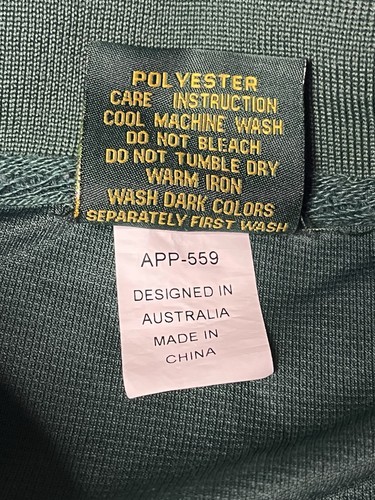 POLYESTER
CARE INSTRUCTION
COOL MACHINE WASH
DO NOT BLEACH
DO NOT TUMBLE DRY
WARM IRON
WASH DARK COLORS
SEPARATELY FIRST WASH
APP-559
DESIGNED IN
AUSTRALIA
MADE IN
CHINA